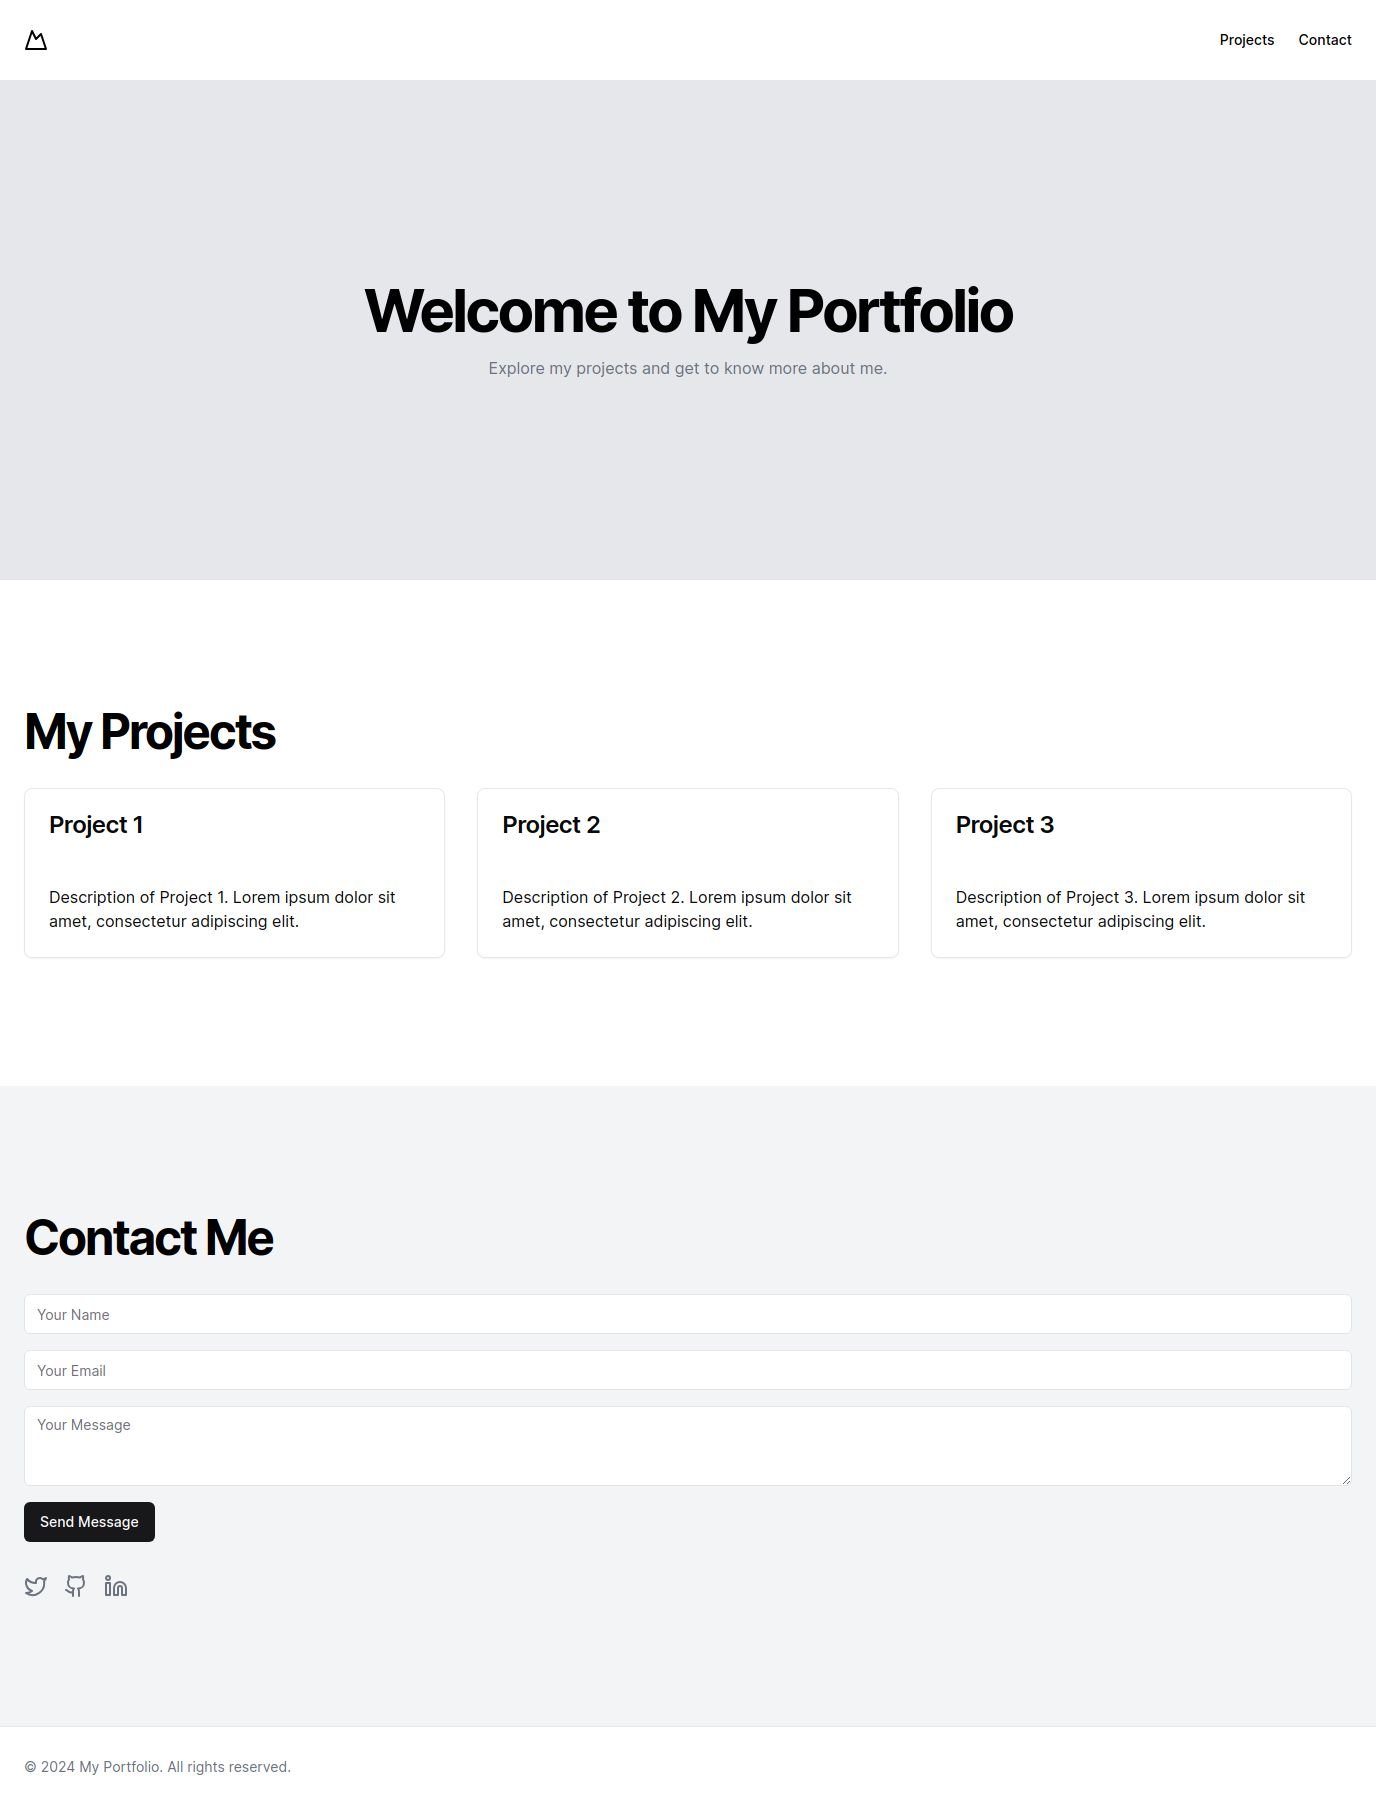 Projects Contact
Welcome to My Portfolio
Explore my projects and get to know more about me.
My Projects
Project 1
Description of Project 1. Lorem ipsum dolor sit
amet, consectetur adipiscing elit.
Project 2
Description of Project 2. Lorem ipsum dolor sit
amet, consectetur adipiscing elit.
Project 3
Description of Project 3. Lorem ipsum dolor sit
amet, consectetur adipiscing elit.
Contact Me
Your Name
Your Email
Your Message
Send Message
© 2024 My Portfolio. All rights reserved.